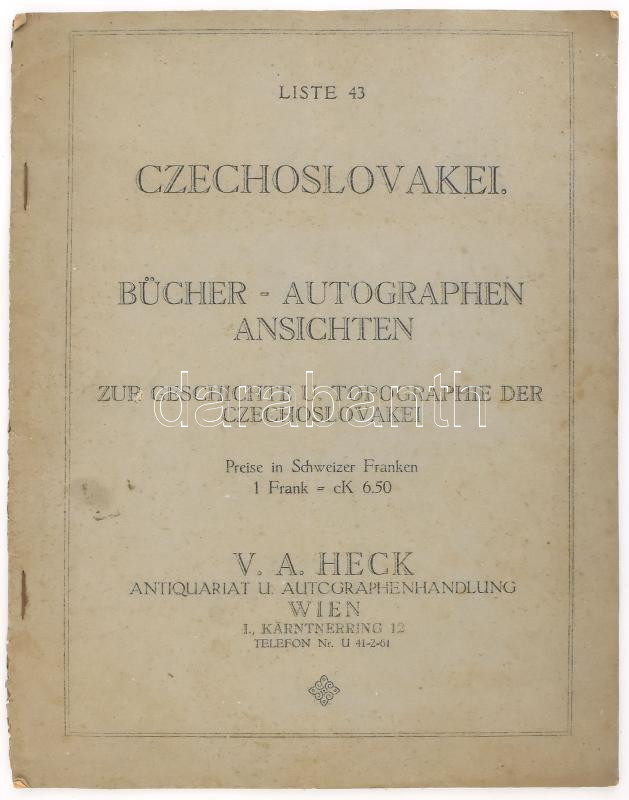 LISTE 43
CZECHOSLOVAKEI.
BÜCHER - AUTOGRAPHEN
ANSICHTEN
ZUR GESCHICHTE U. TOPOGRAPHIE DER
CZECHOSLOVAKEI
darabanth
Preise in Schweizer Franken
1 Frank = cK 6.50
V. A. HECK
ANTIQUARIAT U. AUTOGRAPHENHANDLUNG
WIEN
I., KÄRNTNERRING 12
TELEFON Nr. U 41-2-61